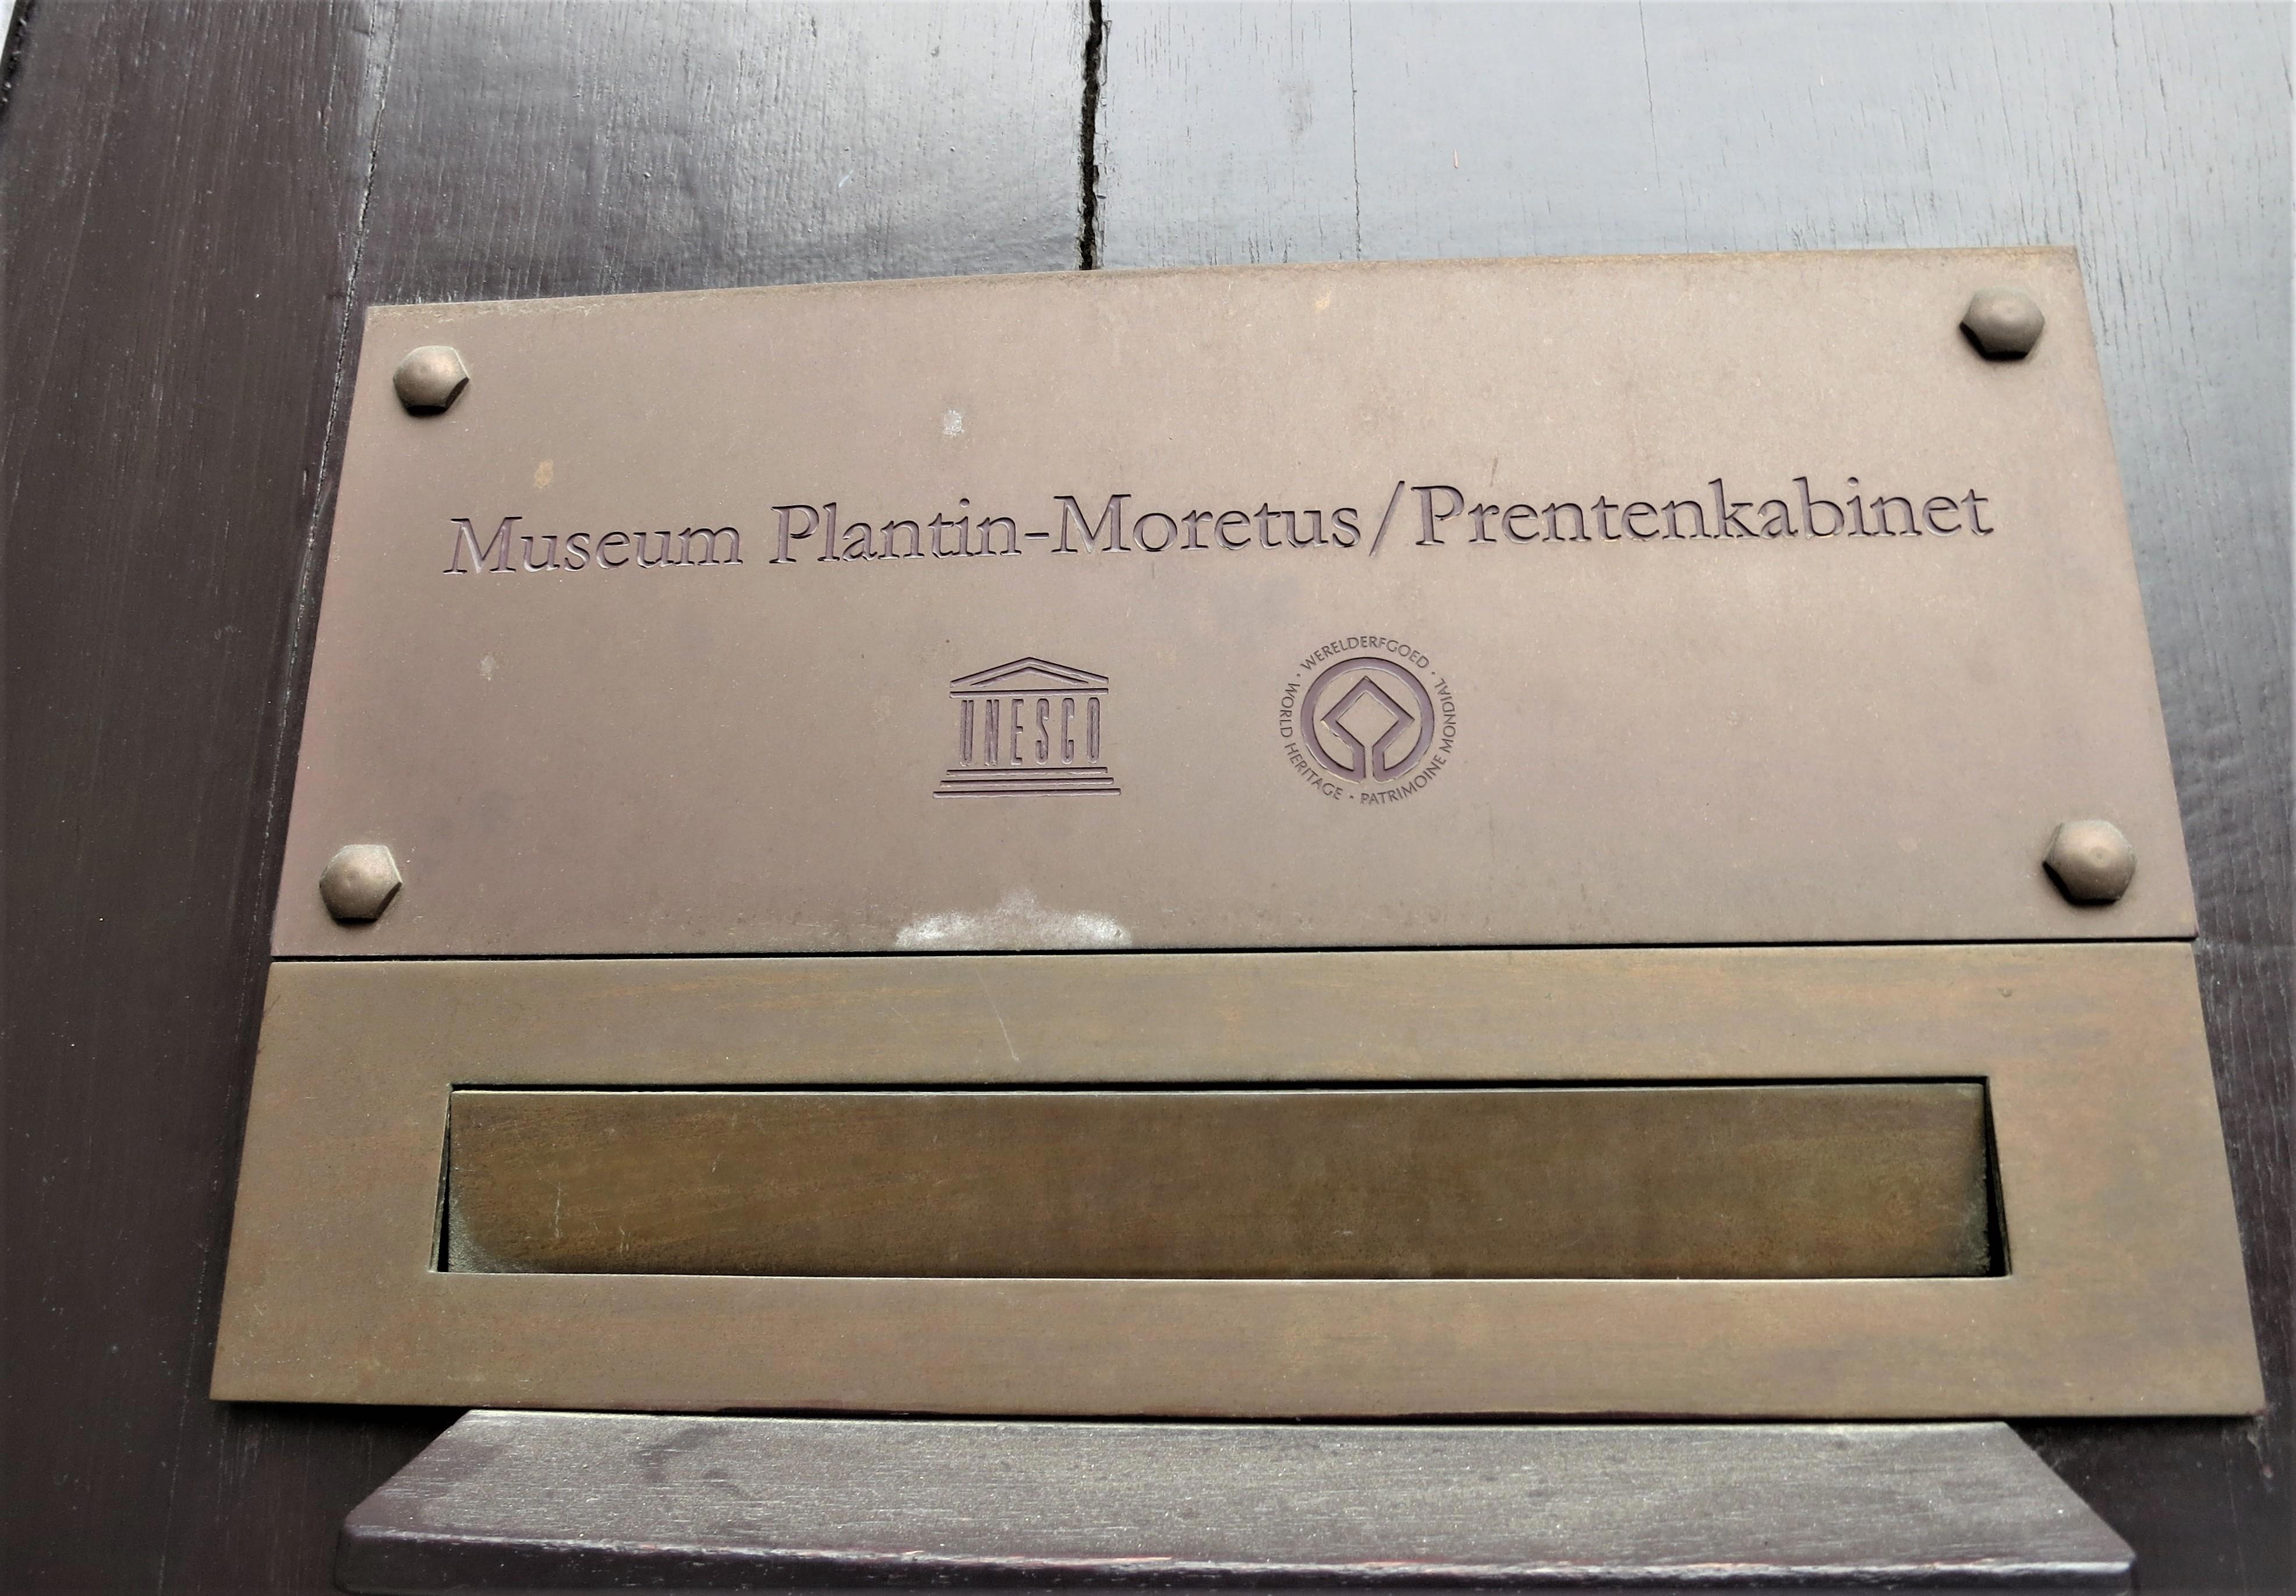 Museum Plantin-Moretus/Prentenkabinet
UNESCO
· WERELDERFGOED · WORLD HERITAGE · PATRIMOINE MONDIAL